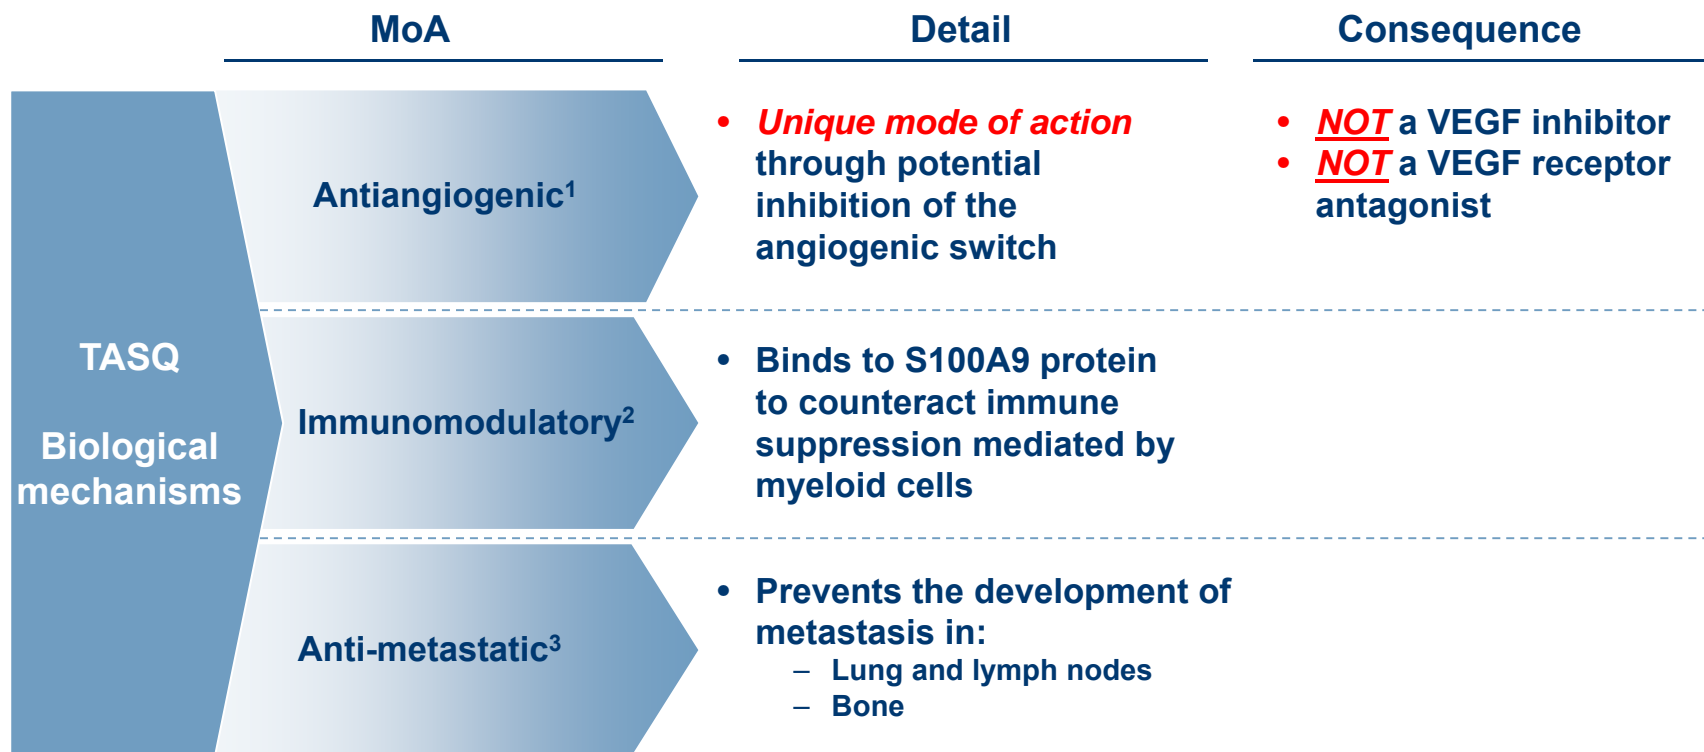 MoA
Detail
Consequence
TASQ
Biological
mechanisms
Antiangiogenic¹
• Unique mode of action
through potential
inhibition of the
angiogenic switch
• NOT a VEGF inhibitor
• NOT a VEGF receptor
antagonist
Immunomodulatory²
• Binds to S100A9 protein
to counteract immune
suppression mediated by
myeloid cells
Anti-metastatic³
• Prevents the development of
metastasis in:
– Lung and lymph nodes
– Bone